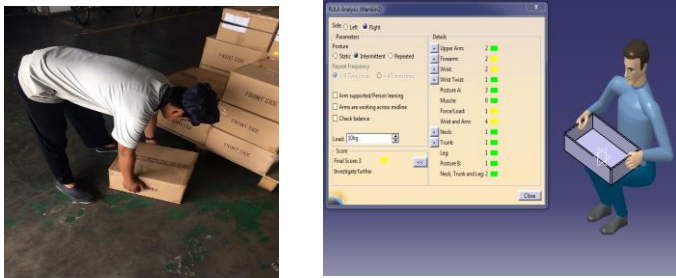 FRONT SIDE
FRONT SIDE
FRONT SIDE
RULA Analysis (Manikin2)
Side: Left Right
Parameters
Posture
Static Intermittent Repeated
Repeat Frequency
Arm supported/Person leaning
Arms are working across midline
Check balance
Load: 10kg
Score
Final Score: 3
Investigate further
Details
Upper Arm: 2
Forearm: 2
Wrist: 2
Wrist Twist: 1
Posture A: 3
Muscle: 0
Force/Load: 1
Wrist and Arm: 4
Neck: 1
Trunk: 1
Leg: 1
Posture B: 1
Neck, Trunk and Leg: 2
Close